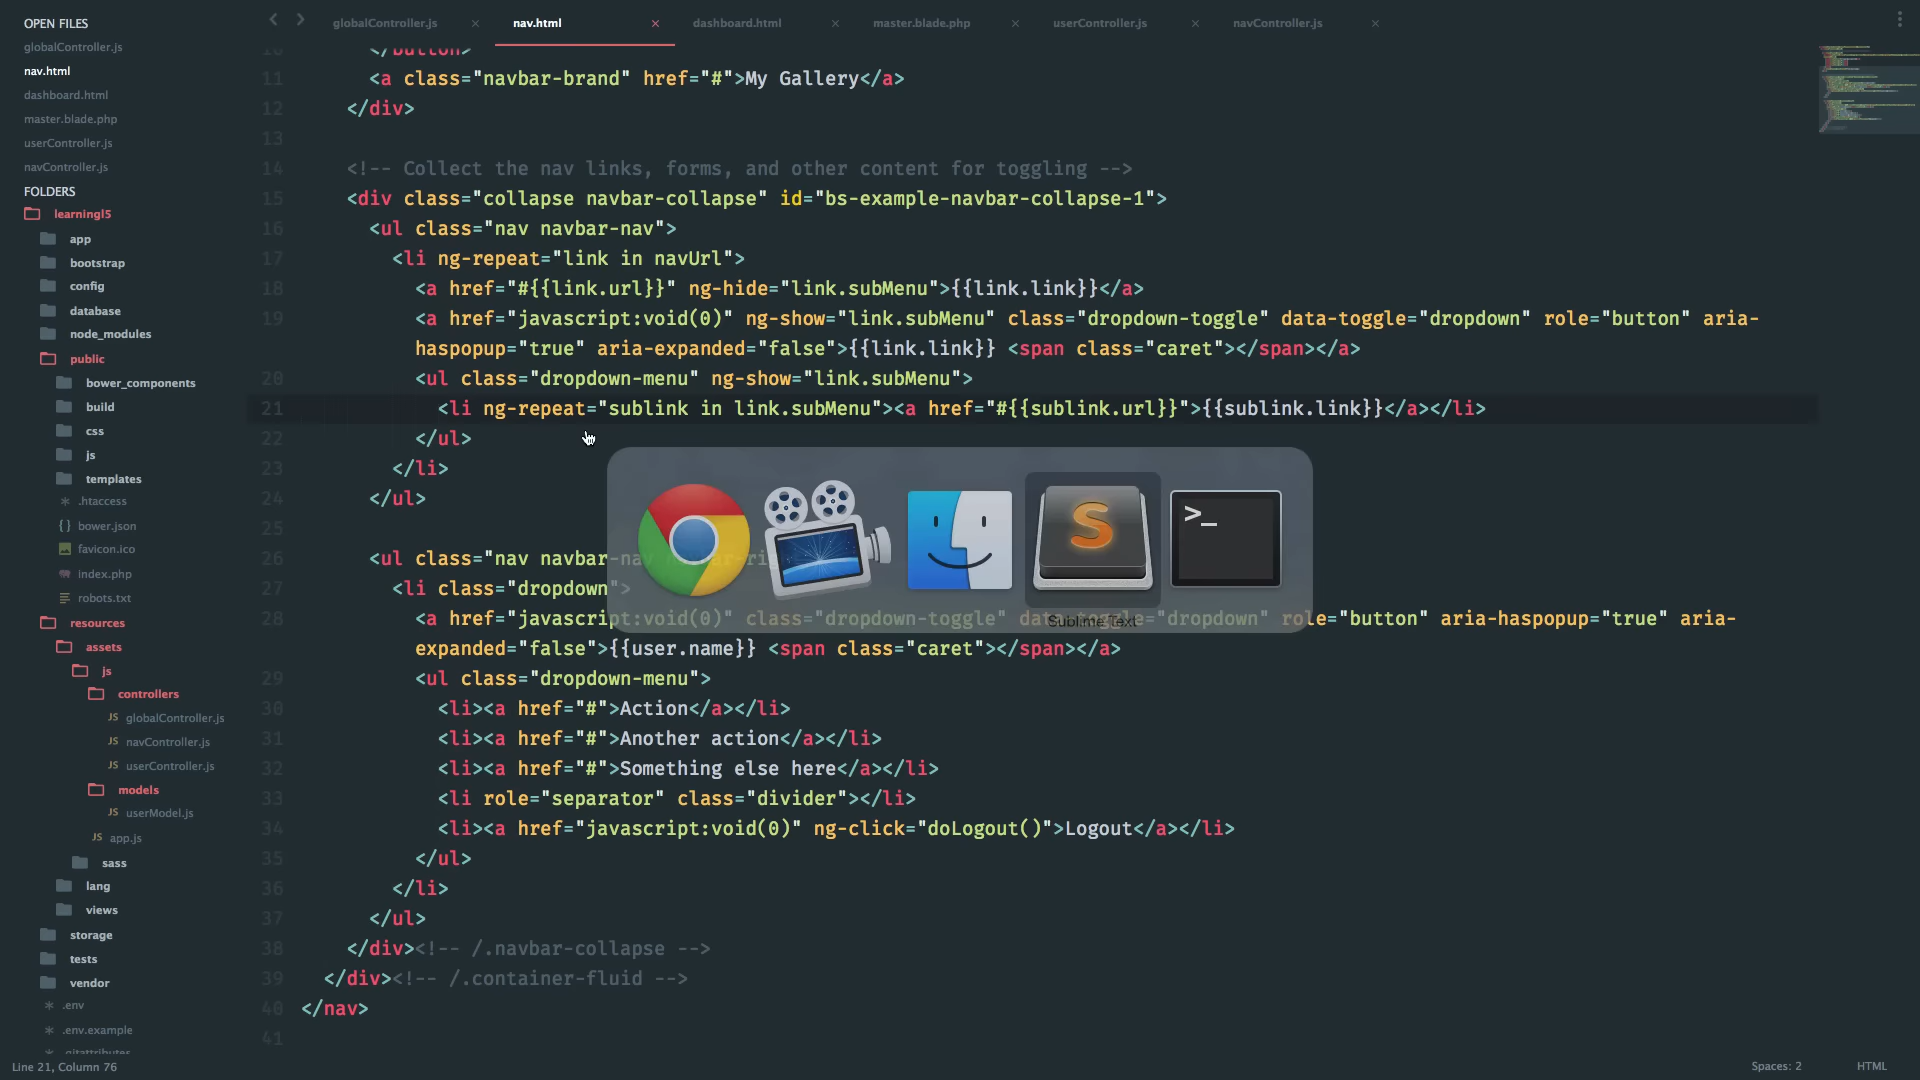 OPEN FILES
globalController.js
nav.html
dashboard.html
master.blade.php
userController.js
navController.js
FOLDERS
learningl5
app
bootstrap
config
database
node_modules
public
bower_components
build
css
js
templates
.htaccess
bower.json
favicon.ico
index.php
robots.txt
resources
assets
js
controllers
JS globalController.js
JS navController.js
JS userController.js
models
JS userModel.js
JS app.js
sass
lang
views
storage
tests
vendor
.env
.env.example
.gitattributes
globalController.js × nav.html × dashboard.html × master.blade.php × userController.js × navController.js ×
10 </button>
11 <a class="navbar-brand" href="#">My Gallery</a>
12 </div>
13
14 <!-- Collect the nav links, forms, and other content for toggling -->
15 <div class="collapse navbar-collapse" id="bs-example-navbar-collapse-1">
16 <ul class="nav navbar-nav">
17 <li ng-repeat="link in navUrl">
18 <a href="#{{link.url}}" ng-hide="link.subMenu">{{link.link}}</a>
19 <a href="javascript:void(0)" ng-show="link.subMenu" class="dropdown-toggle" data-toggle="dropdown" role="button" aria-
haspopup="true" aria-expanded="false">{{link.link}} <span class="caret"></span></a>
20 <ul class="dropdown-menu" ng-show="link.subMenu">
21 <li ng-repeat="sublink in link.subMenu"><a href="#{{sublink.url}}">{{sublink.link}}</a></li>
22 </ul>
23 </li>
24 </ul>
25
26 <ul class="nav navbar-nav navbar-rig
27 <li class="dropdown">
28 <a href="javascript:void(0)" class="dropdown-toggle" data-toggle="dropdown" role="button" aria-haspopup="true" aria-
expanded="false">{{user.name}} <span class="caret"></span></a>
29 <ul class="dropdown-menu">
30 <li><a href="#">Action</a></li>
31 <li><a href="#">Another action</a></li>
32 <li><a href="#">Something else here</a></li>
33 <li role="separator" class="divider"></li>
34 <li><a href="javascript:void(0)" ng-click="doLogout()">Logout</a></li>
35 </ul>
36 </li>
37 </ul>
38 </div><!-- /.navbar-collapse -->
39 </div><!-- /.container-fluid -->
40 </nav>
41
S
>_
Sublime Text
Line 21, Column 76
Spaces: 2 HTML